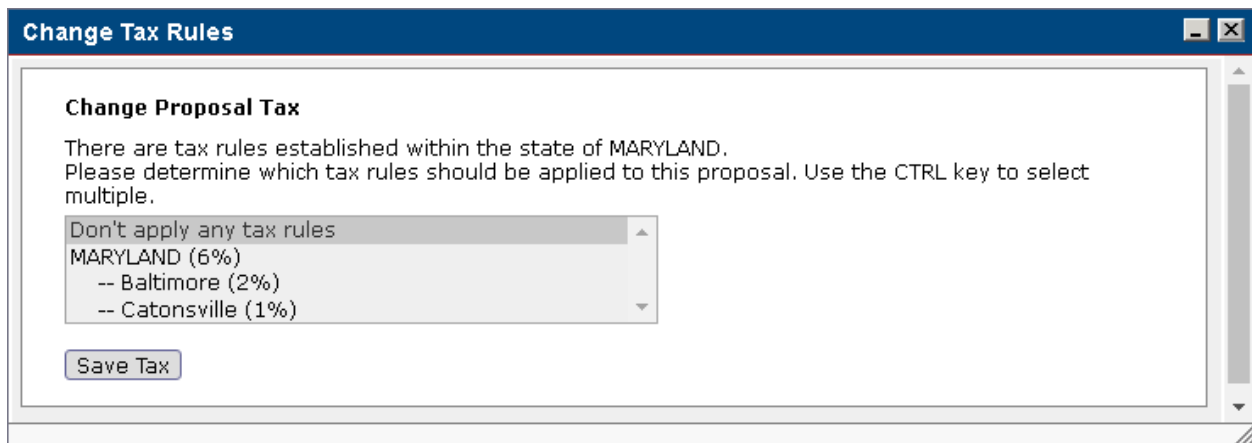 Change Tax Rules
Change Proposal Tax
There are tax rules established within the state of MARYLAND.
Please determine which tax rules should be applied to this proposal. Use the CTRL key to select
multiple.
Don't apply any tax rules
MARYLAND (6%)
-- Baltimore (2%)
-- Catonsville (1%)
Save Tax